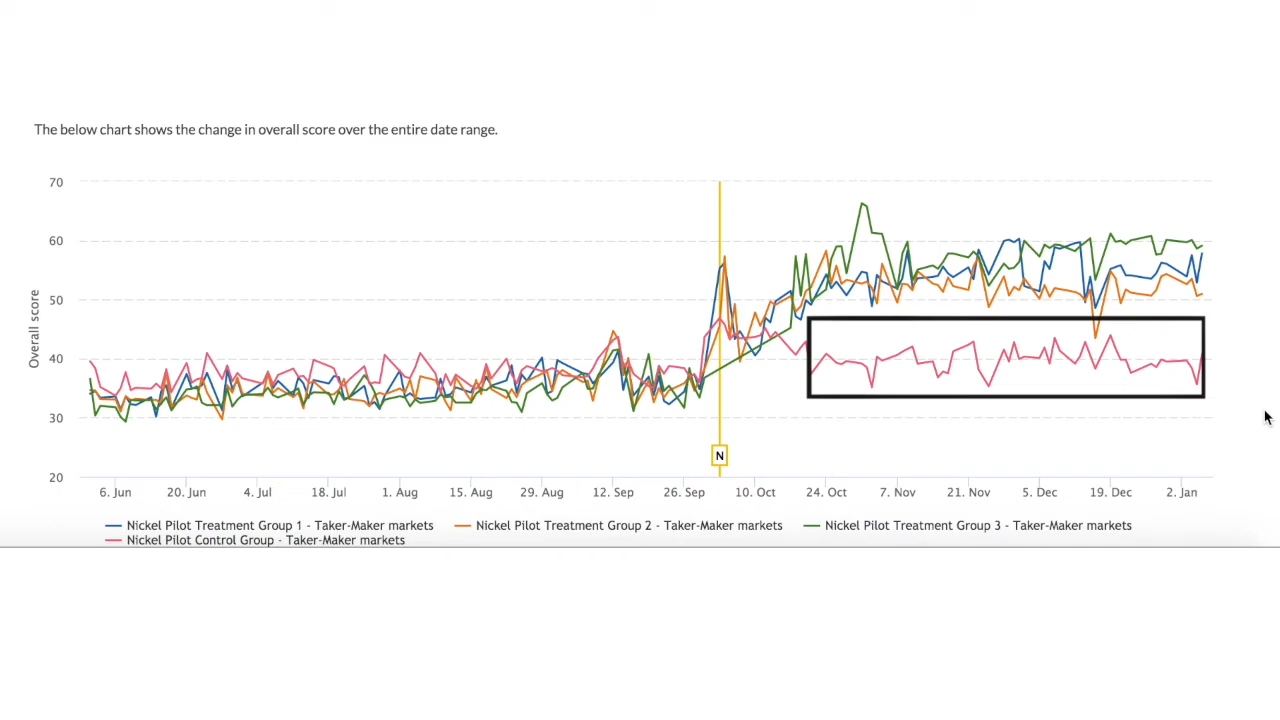 The below chart shows the change in overall score over the entire date range.
70
60
50
40
30
20
Overall score
N
6. Jun 20. Jun 4. Jul 18. Jul 1. Aug 15. Aug 29. Aug 12. Sep 26. Sep 10. Oct 24. Oct 7. Nov 21. Nov 5. Dec 19. Dec 2. Jan
Nickel Pilot Treatment Group 1 - Taker-Maker markets Nickel Pilot Treatment Group 2 - Taker-Maker markets Nickel Pilot Treatment Group 3 - Taker-Maker markets
Nickel Pilot Control Group - Taker-Maker markets